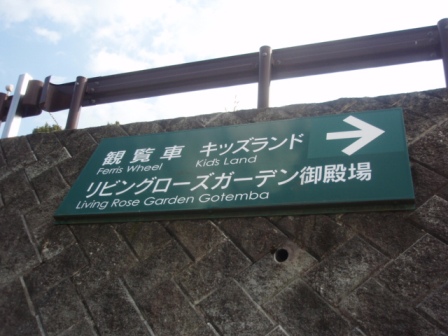 観覧車 キッズランド
Ferris Wheel Kid's Land
リビングローズガーデン御殿場
Living Rose Garden Gotemba